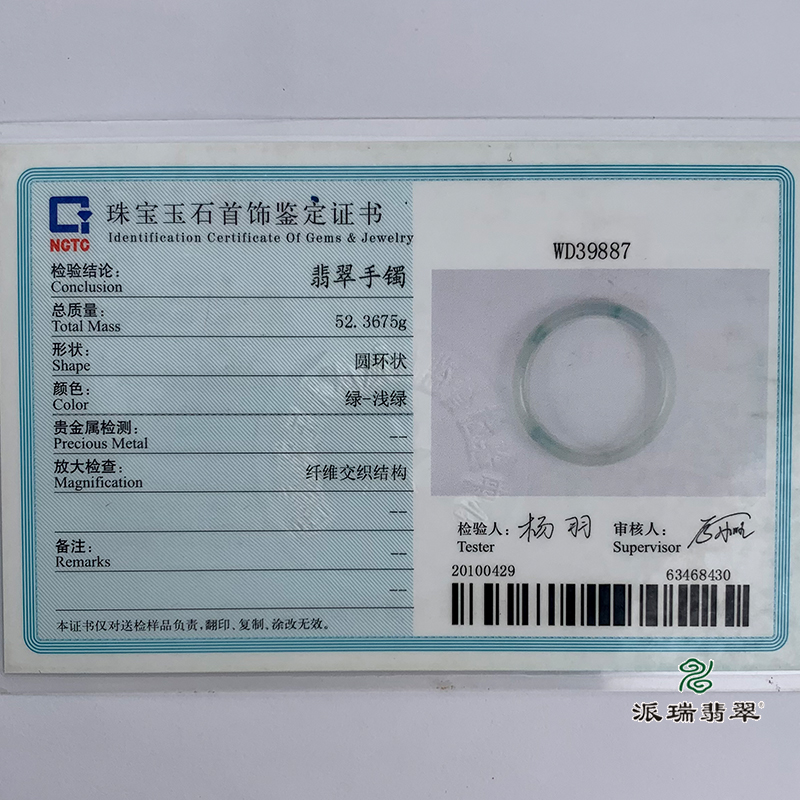 NGTC
珠宝玉石首饰鉴定证书
Identification Certificate Of Gems & Jewelry
检验结论: 翡翠手镯
Conclusion
总质量: 52.3675g
Total Mass
形状: 圆环状
Shape
颜色: 绿-浅绿
Color
贵金属检测: --
Precious Metal
放大检查: 纤维交织结构
Magnification
--
备注: --
Remarks
--
本证书仅对送检样品负责,翻印、复制、涂改无效。
WD39887
检验人: 杨羽
Tester
审核人:
Supervisor
20100429
63468430
派瑞翡翠